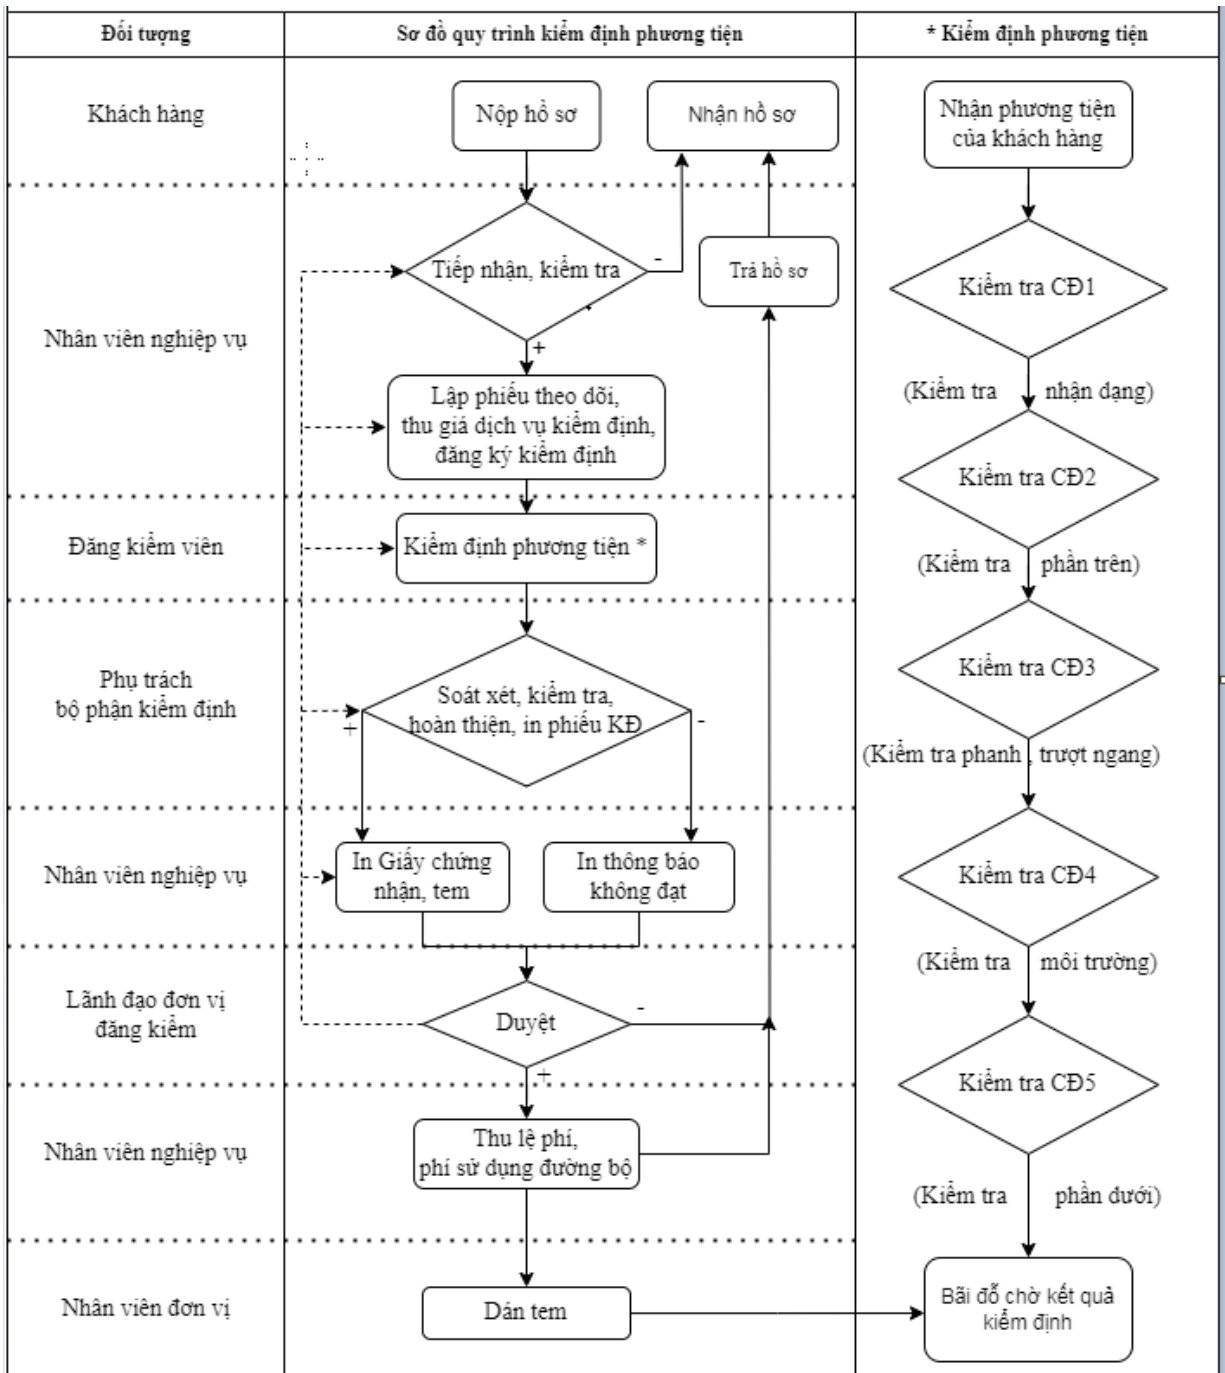 Đối tượng
Sơ đồ quy trình kiểm định phương tiện
* Kiểm định phương tiện
Khách hàng
Nộp hồ sơ
Nhận hồ sơ
Nhận phương tiện
của khách hàng
Nhân viên nghiệp vụ
Tiếp nhận, kiểm tra
-
+
Trả hồ sơ
Lập phiếu theo dõi,
thu giá dịch vụ kiểm định,
đăng ký kiểm định
Đăng kiểm viên
Kiểm định phương tiện *
Phụ trách
bộ phận kiểm định
Soát xét, kiểm tra,
hoàn thiện, in phiếu KĐ
+
-
Nhân viên nghiệp vụ
In Giấy chứng
nhận, tem
In thông báo
không đạt
Lãnh đạo đơn vị
đăng kiểm
Duyệt
-
+
Nhân viên nghiệp vụ
Thu lệ phí,
phí sử dụng đường bộ
Nhân viên đơn vị
Dán tem
Kiểm tra CĐ1
(Kiểm tra nhận dạng)
Kiểm tra CĐ2
(Kiểm tra phần trên)
Kiểm tra CĐ3
(Kiểm tra phanh , trượt ngang)
Kiểm tra CĐ4
(Kiểm tra môi trường)
Kiểm tra CĐ5
(Kiểm tra phần dưới)
Bãi đỗ chờ kết quả
kiểm định